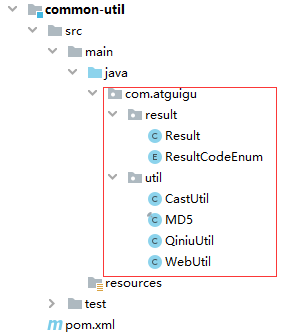 common-util
src
main
java
com.atguigu
result
Result
ResultCodeEnum
util
CastUtil
MD5
QiniuUtil
WebUtil
resources
test
pom.xml